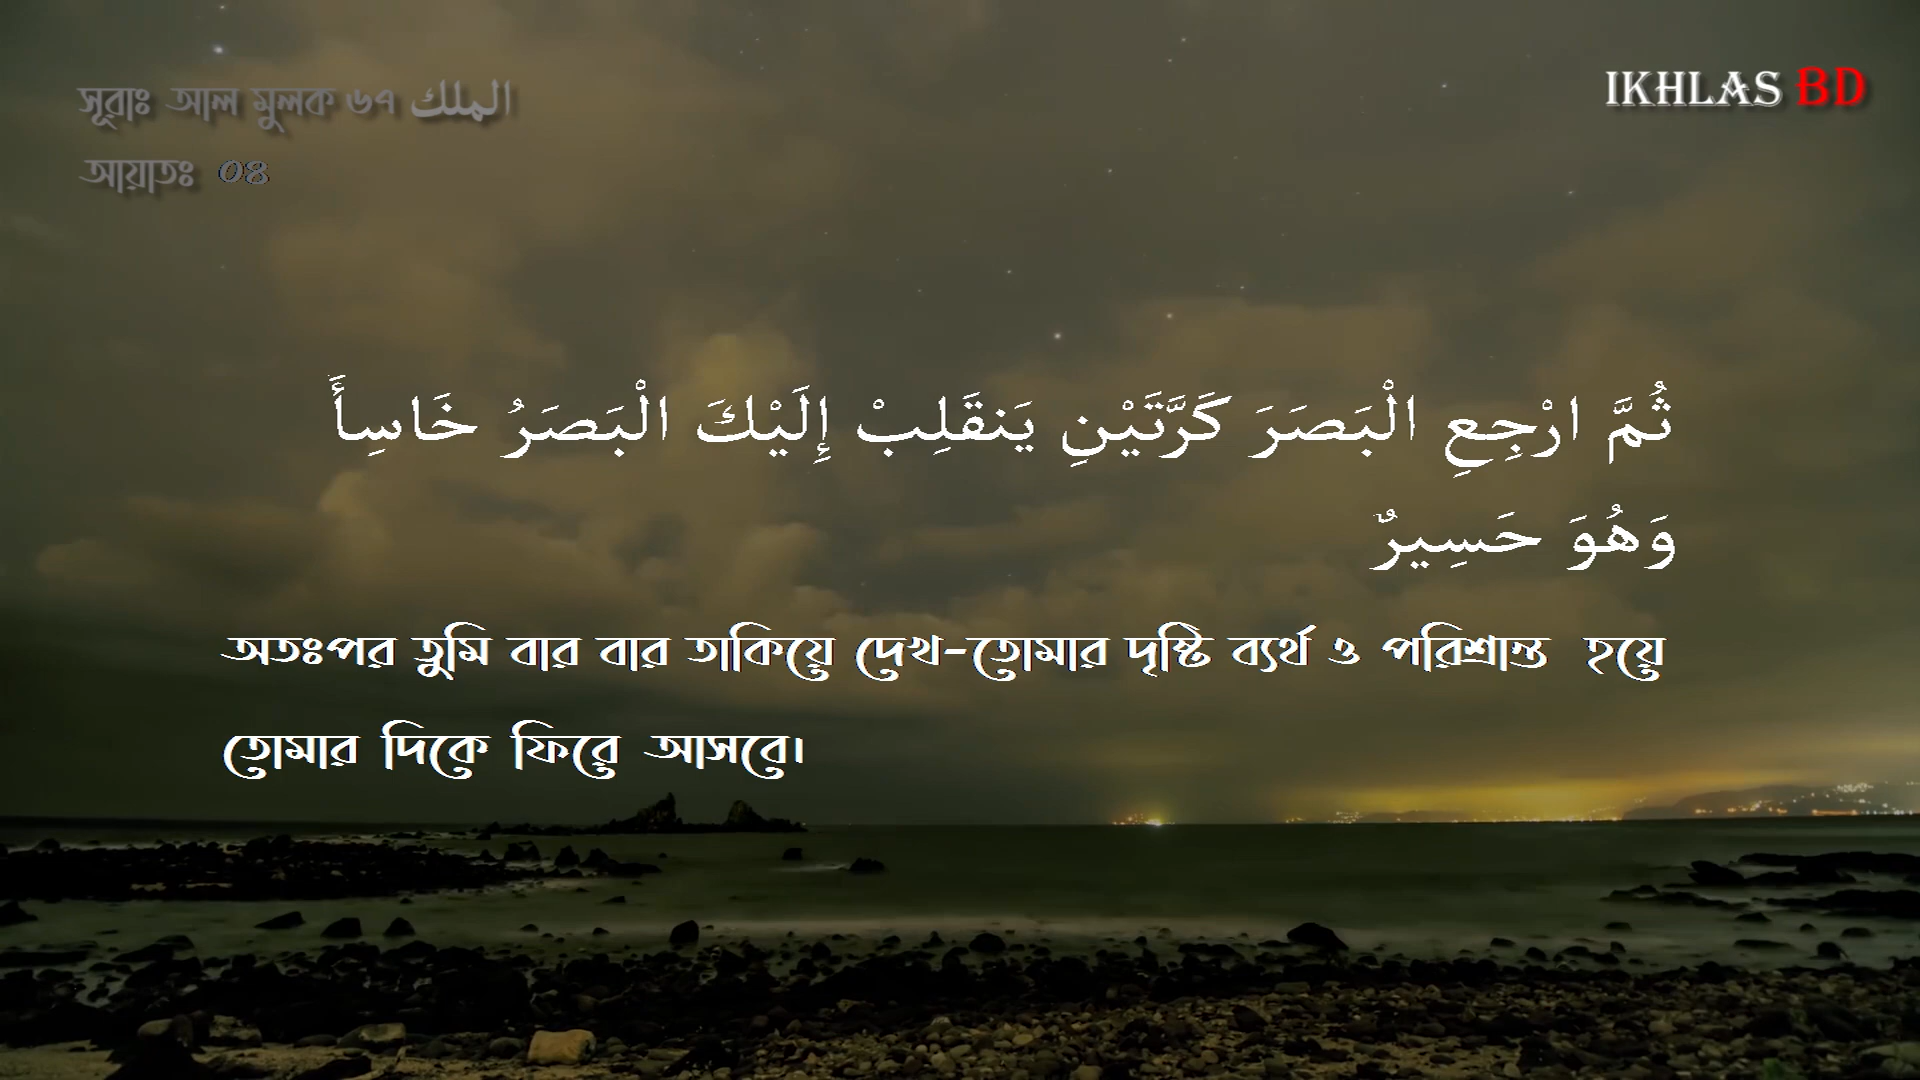 সূরাঃ আল মুলক ৬৭ الملك
আয়াতঃ ০৪
IKHLAS BD
ثُمَّ ارْجِعِ الْبَصَرَ كَرَّتَيْنِ يَنقَلِبْ إِلَيْكَ الْبَصَرُ خَاسِأً
وَهُوَ حَسِيرٌ
অতঃপর তুমি বার বার তাকিয়ে দেখ-তোমার দৃষ্টি ব্যর্থ ও পরিশ্রান্ত হয়ে
তোমার দিকে ফিরে আসবে।